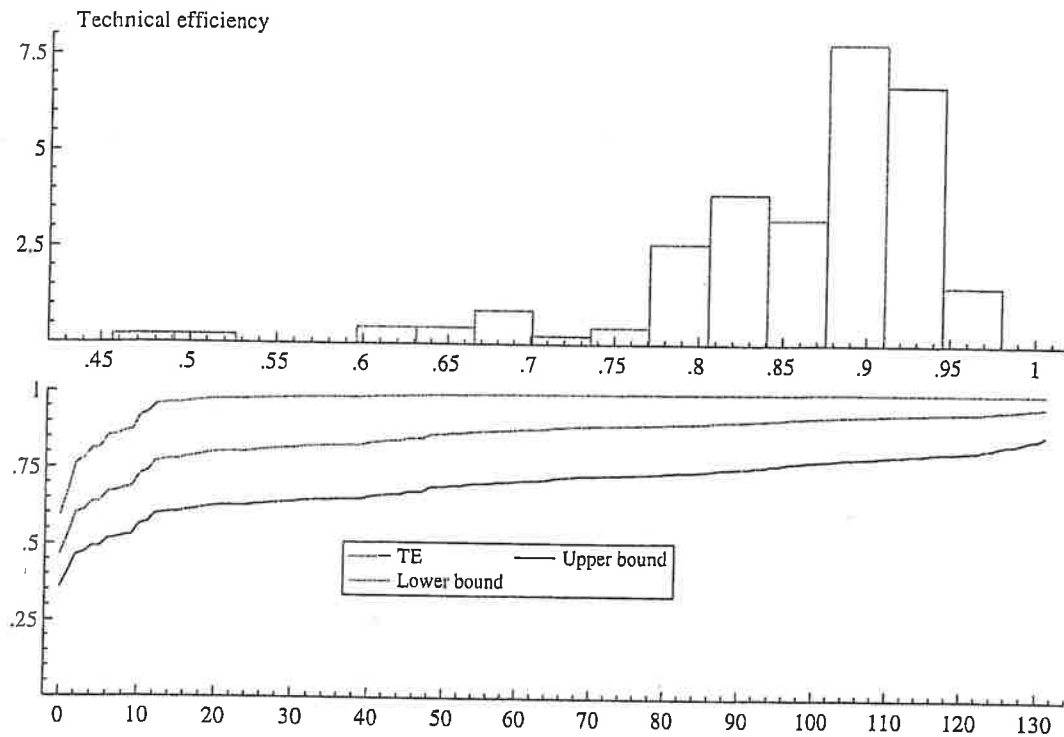 Technical efficiency
7.5
5
2.5
.45 .5 .55 .6 .65 .7 .75 .8 .85 .9 .95 1
1
.75
.5
.25
TE Upper bound
Lower bound
0 10 20 30 40 50 60 70 80 90 100 110 120 130